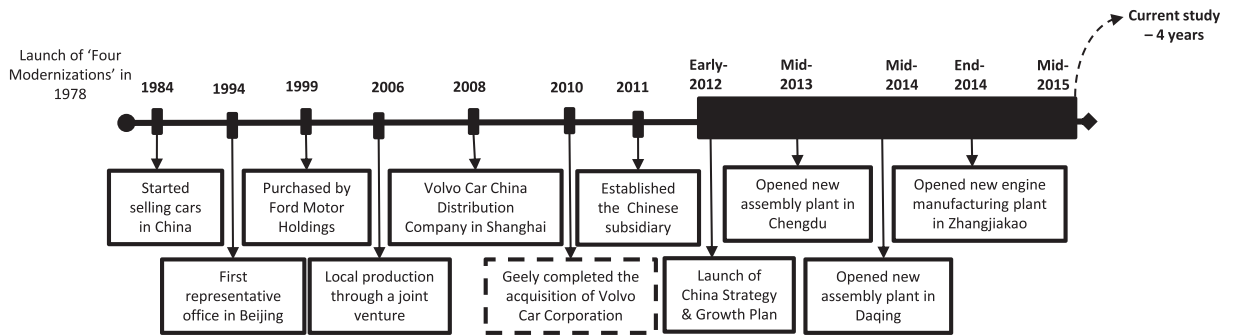 Launch of ‘Four
Modernizations’ in
1978
1984
1994
1999
2006
2008
2010
2011
Early-
2012
Mid-
2013
Mid-
2014
End-
2014
Mid-
2015
Current study
– 4 years
Started
selling cars
in China
Purchased by
Ford Motor
Holdings
Volvo Car China
Distribution
Company in Shanghai
Established
the Chinese
subsidiary
Opened new
assembly plant in
Chengdu
Opened new engine
manufacturing plant
in Zhangjiakao
First
representative
office in Beijing
Local production
through a joint
venture
Geely completed the
acquisition of Volvo
Car Corporation
Launch of
China Strategy
& Growth Plan
Opened new
assembly plant in
Daqing